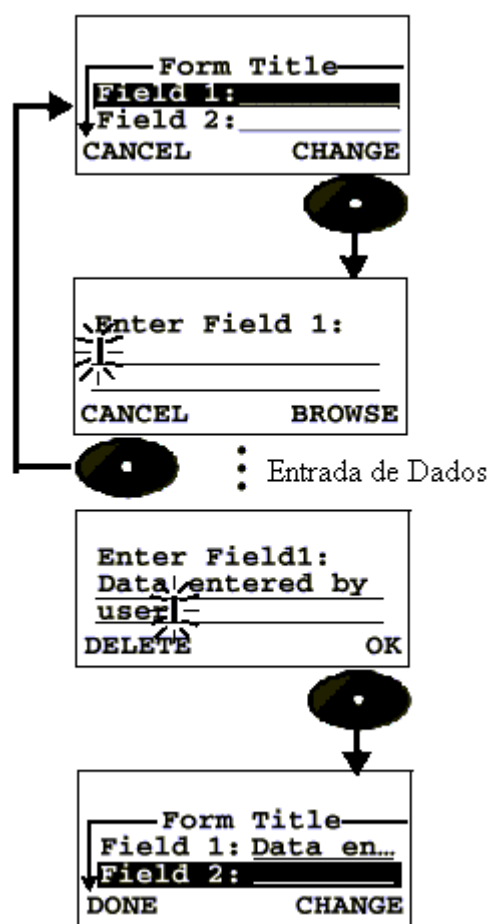 Form Title
Field 1:
Field 2:
CANCEL CHANGE
Enter Field 1:
CANCEL BROWSE
Entrada de Dados
Enter Field1:
Data entered by
user
DELETE OK
Form Title
Field 1: Data en...
Field 2:
DONE CHANGE